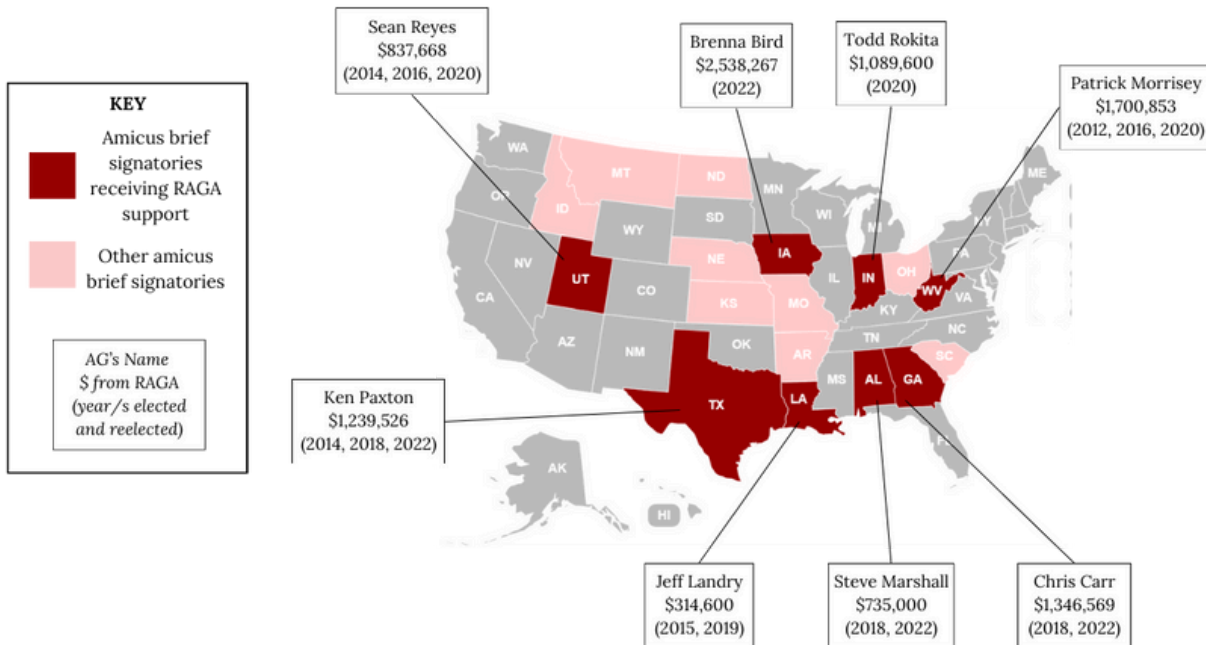 Sean Reyes
$837,668
(2014, 2016, 2020)
Brenna Bird
$2,538,267
(2022)
Todd Rokita
$1,089,600
(2020)
Patrick Morrisey
$1,700,853
(2012, 2016, 2020)
KEY
Amicus brief
signatories
receiving RAGA
support
Other amicus
brief signatories
AG's Name
$ from RAGA
(year/s elected
and reelected)
Ken Paxton
$1,239,526
(2014, 2018, 2022)
WA
MT
ND
MN
ME
ID
SD
WI
MI
NY
WY
IA
PA
NE
NV
UT
IL
IN
OH
CO
WV
VA
CA
KS
MO
KY
NC
TN
AZ
NM
OK
AR
SC
MS
AL
GA
TX
LA
AK
HI
Jeff Landry
$314,600
(2015, 2019)
Steve Marshall
$735,000
(2018, 2022)
Chris Carr
$1,346,569
(2018, 2022)